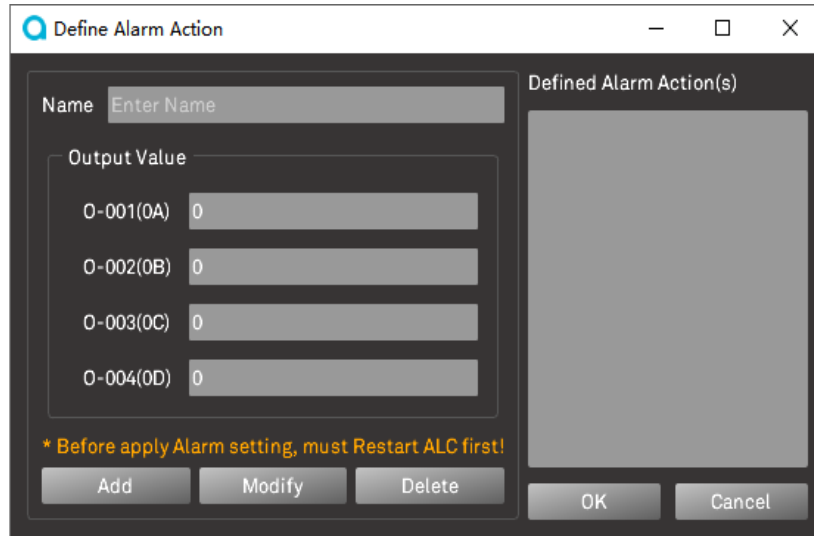 Define Alarm Action
Name Enter Name
Output Value
O-001(0A) 0
O-002(0B) 0
O-003(0C) 0
O-004(0D) 0
* Before apply Alarm setting, must Restart ALC first!
Add Modify Delete
Defined Alarm Action(s)
OK Cancel